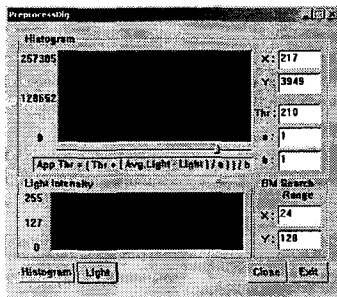 PreprocessDlg
Histogram
257305
128652
0
X: 217
Y: 3949
Thr: 210
a: 1
b: 1
App Thr = [ Thr + [ Avg.Light - Light ] / a ] / b
Light Intensity
255
127
0
BM Search
Range
X: 24
Y: 128
Histogram
Light
Close
Exit